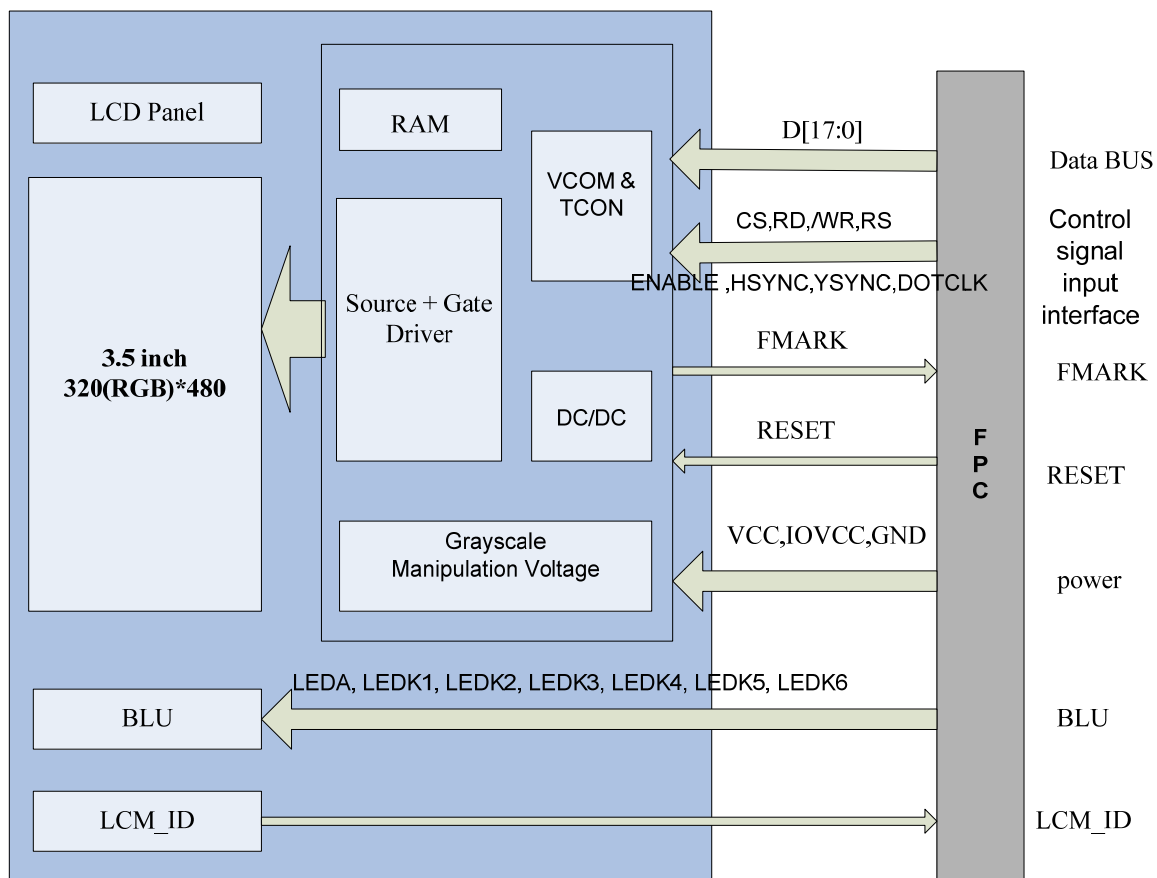 LCD Panel
3.5 inch
320(RGB)*480
RAM
VCOM &
TCON
Source + Gate
Driver
DC/DC
Grayscale
Manipulation Voltage
BLU
LCM_ID
D[17:0]
CS,RD,/WR,RS
ENABLE ,HSYNC,YSYNC,DOTCLK
FMARK
RESET
VCC,IOVCC,GND
LEDA, LEDK1, LEDK2, LEDK3, LEDK4, LEDK5, LEDK6
F
P
C
Data BUS
Control
signal
input
interface
FMARK
RESET
power
BLU
LCM_ID